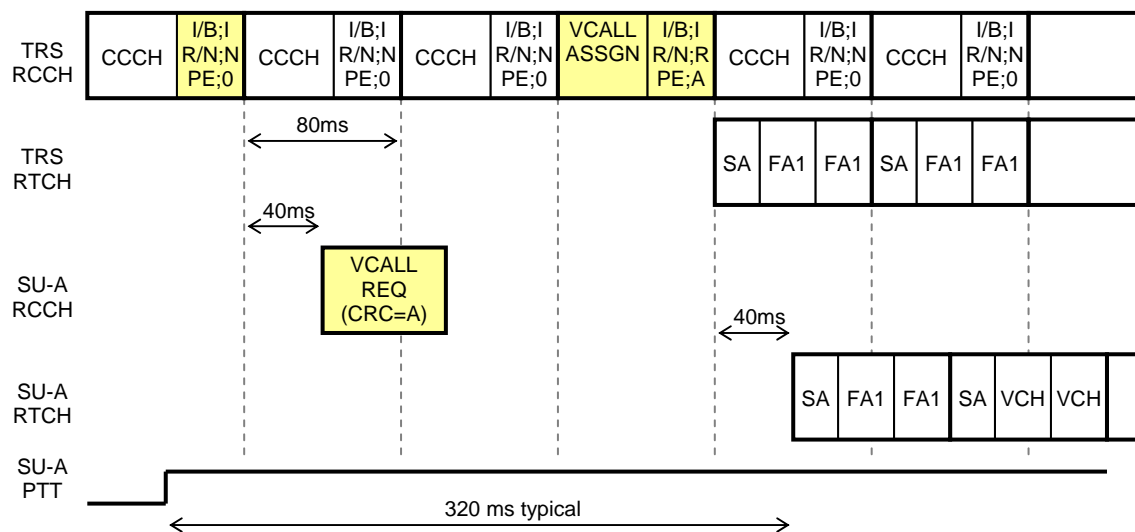 TRS
RCCH
CCCH
I/B;I
R/N;N
PE;0
CCCH
I/B;I
R/N;N
PE;0
CCCH
I/B;I
R/N;N
PE;0
VCALL
ASSGN
I/B;I
R/N;R
PE;A
CCCH
I/B;I
R/N;N
PE;0
CCCH
I/B;I
R/N;N
PE;0
80ms
TRS
RTCH
SA
FA1
FA1
SA
FA1
FA1
40ms
SU-A
RCCH
VCALL
REQ
(CRC=A)
40ms
SU-A
RTCH
SA
FA1
FA1
SA
VCH
VCH
SU-A
PTT
320 ms typical